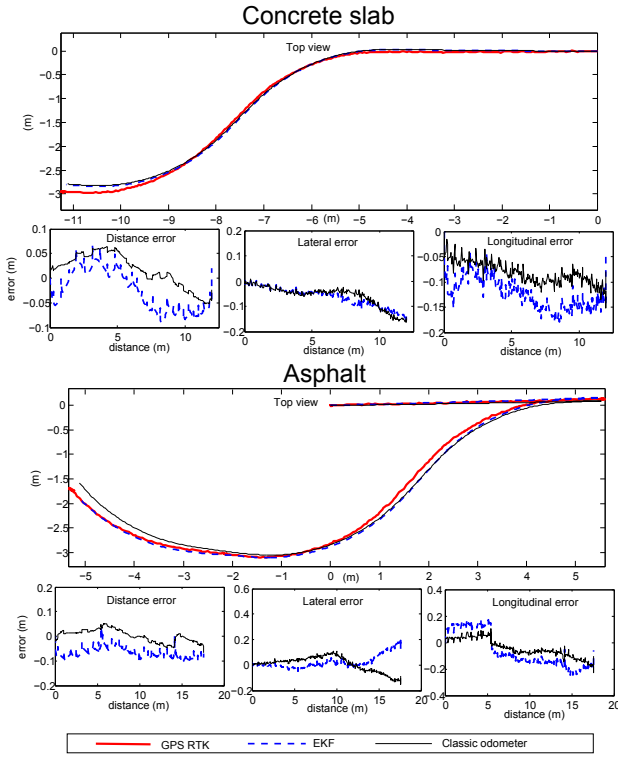 Concrete slab
Top view
0
−0.5
−1
−1.5
−2
−2.5
−3
(m)
−11 −10 −9 −8 −7 −6 (m) −5 −4 −3 −2 −1 0
Distance error
0.1
0.05
0
−0.05
0.1
error (m)
0 5 10
distance (m)
Lateral error
0.2
0.1
0
−0.1
−0.2
0 5 10
distance (m)
Longitudinal error
0
−0.05
−0.1
−0.15
−0.2
0 5 10
distance (m)
Asphalt
Top view
0
−0.5
−1
−1.5
−2
−2.5
−3
(m)
−5 −4 −3 −2 −1 0 (m) 1 2 3 4 5
Distance error
0.2
0.1
0
−0.1
−0.2
error (m)
0 5 10 15 20
distance (m)
Lateral error
0.6
0.4
0.2
0
−0.2
0 5 10 15 20
distance (m)
Longitudinal error
0.4
0.2
0
−0.2
−0.4
0 5 10 15 20
distance (m)
GPS RTK EKF Classic odometer